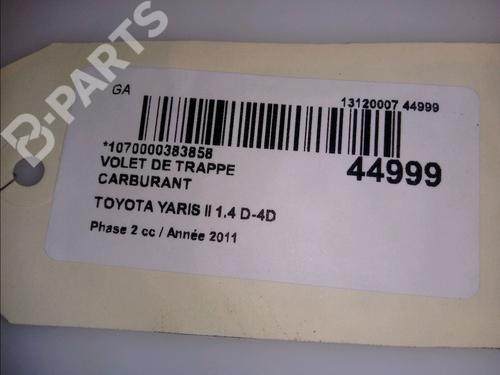 GA
13120007 44999
*1070000383858
44999
VOLET DE TRAPPE
CARBURANT
TOYOTA YARIS II 1.4 D-4D
Phase 2 cc / Année 2011
B-PARTS